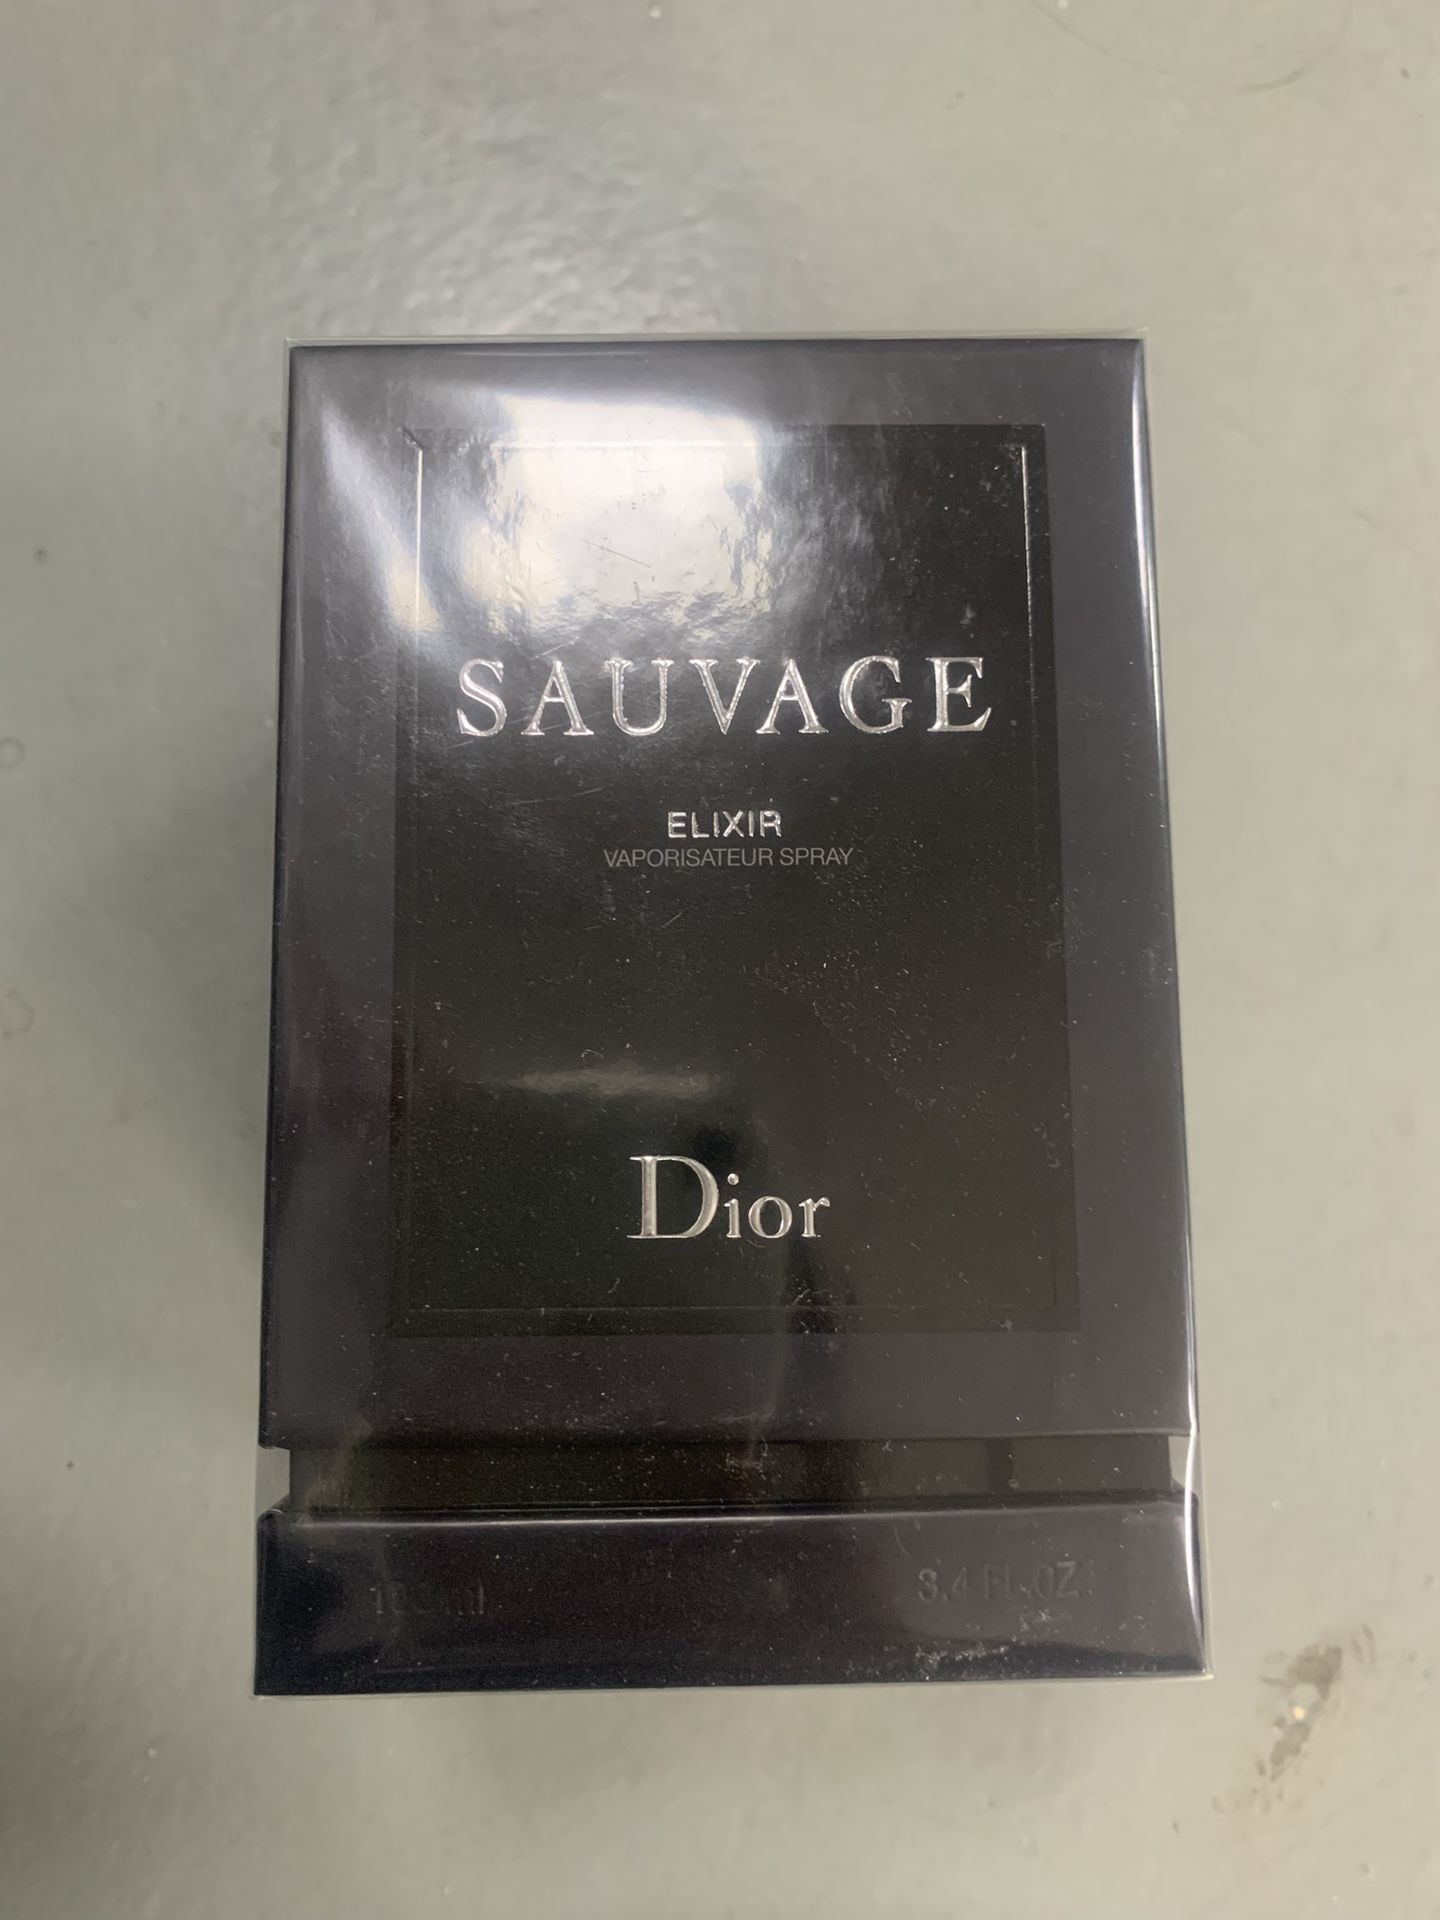 SAUVAGE
ELIXIR
VAPORISATEUR SPRAY
Dior
3.4 FL.OZ